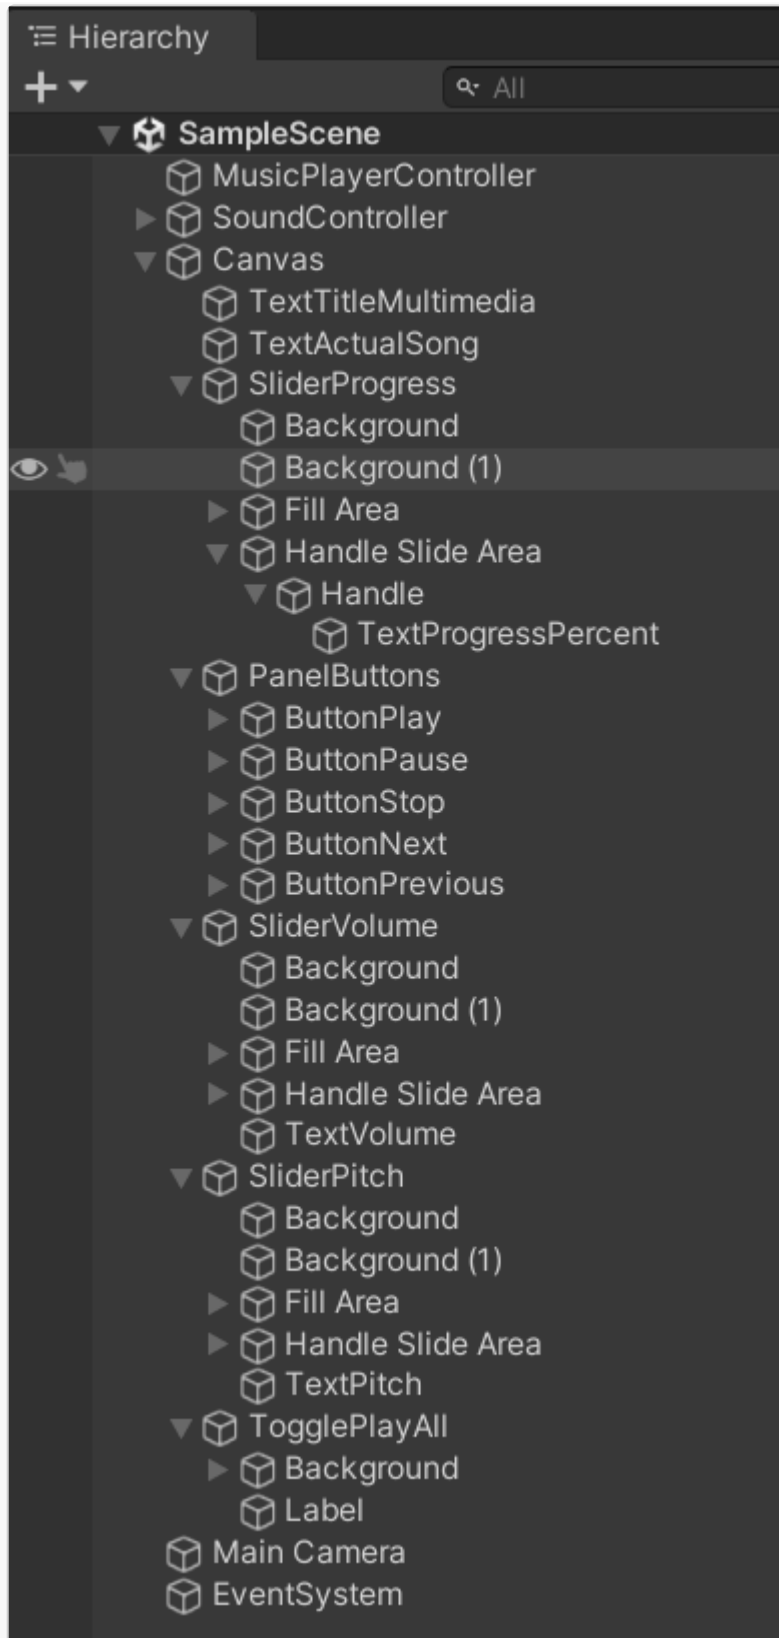 Hierarchy
All
SampleScene
MusicPlayerController
SoundController
Canvas
TextTitleMultimedia
TextActualSong
SliderProgress
Background
Background (1)
Fill Area
Handle Slide Area
Handle
TextProgressPercent
PanelButtons
ButtonPlay
ButtonPause
ButtonStop
ButtonNext
ButtonPrevious
SliderVolume
Background
Background (1)
Fill Area
Handle Slide Area
TextVolume
SliderPitch
Background
Background (1)
Fill Area
Handle Slide Area
TextPitch
TogglePlayAll
Background
Label
Main Camera
EventSystem